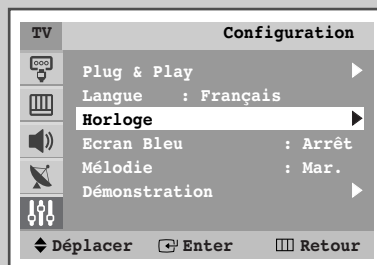 TV Configuration
Plug & Play
Langue : Français
Horloge
Ecran Bleu : Arrêt
Mélodie : Mar.
Démonstration
Déplacer Enter Retour